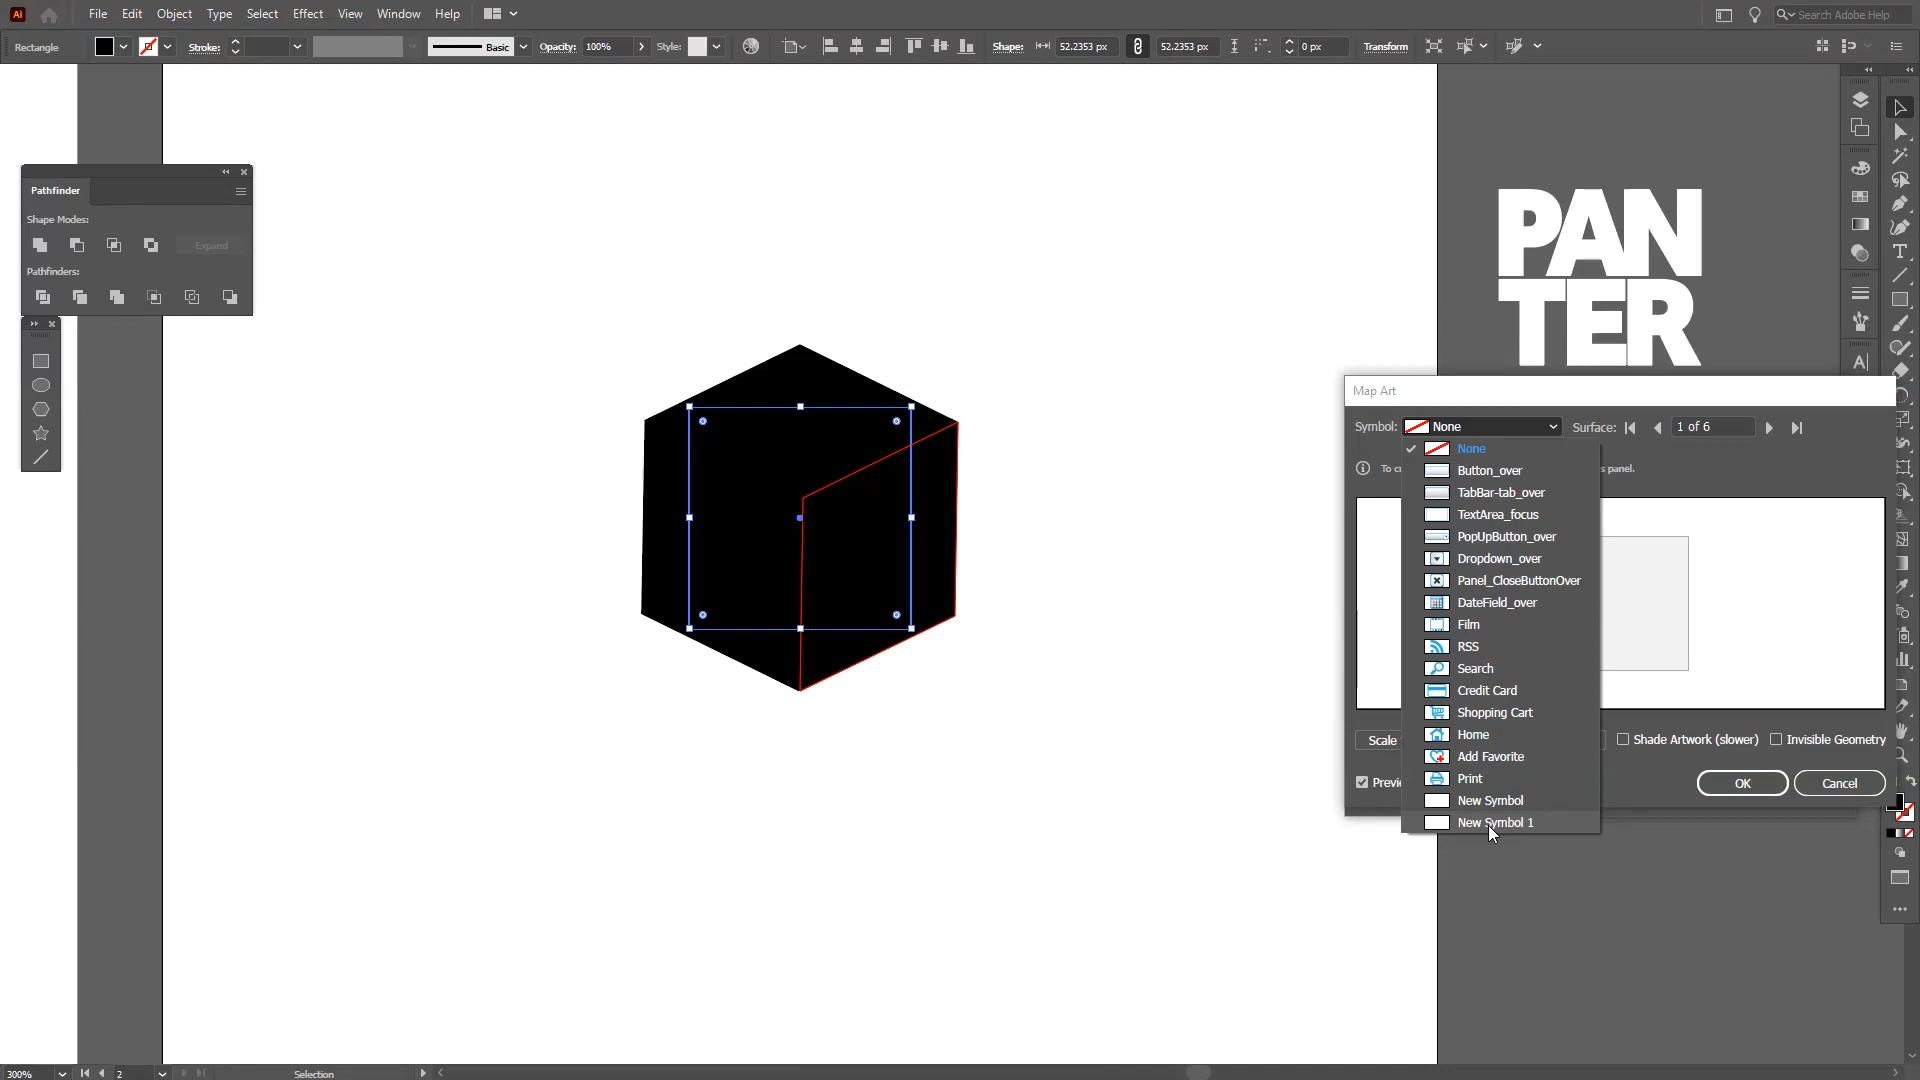 Ai File Edit Object Type Select Effect View Window Help Search Adobe Help
Rectangle Stroke: Basic Opacity: 100% Style: Shape: 52.2353 px 52.2353 px 0 px Transform
Pathfinder
Shape Modes:
Expand
Pathfinders:
PAN
TER
Map Art
Symbol: None Surface: 1 of 6
None
To s panel.
Button_over
TabBar-tab_over
TextArea_focus
PopUpButton_over
Dropdown_over
Panel_CloseButtonOver
DateField_over
Film
RSS
Search
Credit Card
Shopping Cart
Home
Scale Shade Artwork (slower) Invisible Geometry
Add Favorite
Print
Previ OK Cancel
New Symbol
New Symbol 1
300% 2 Selection